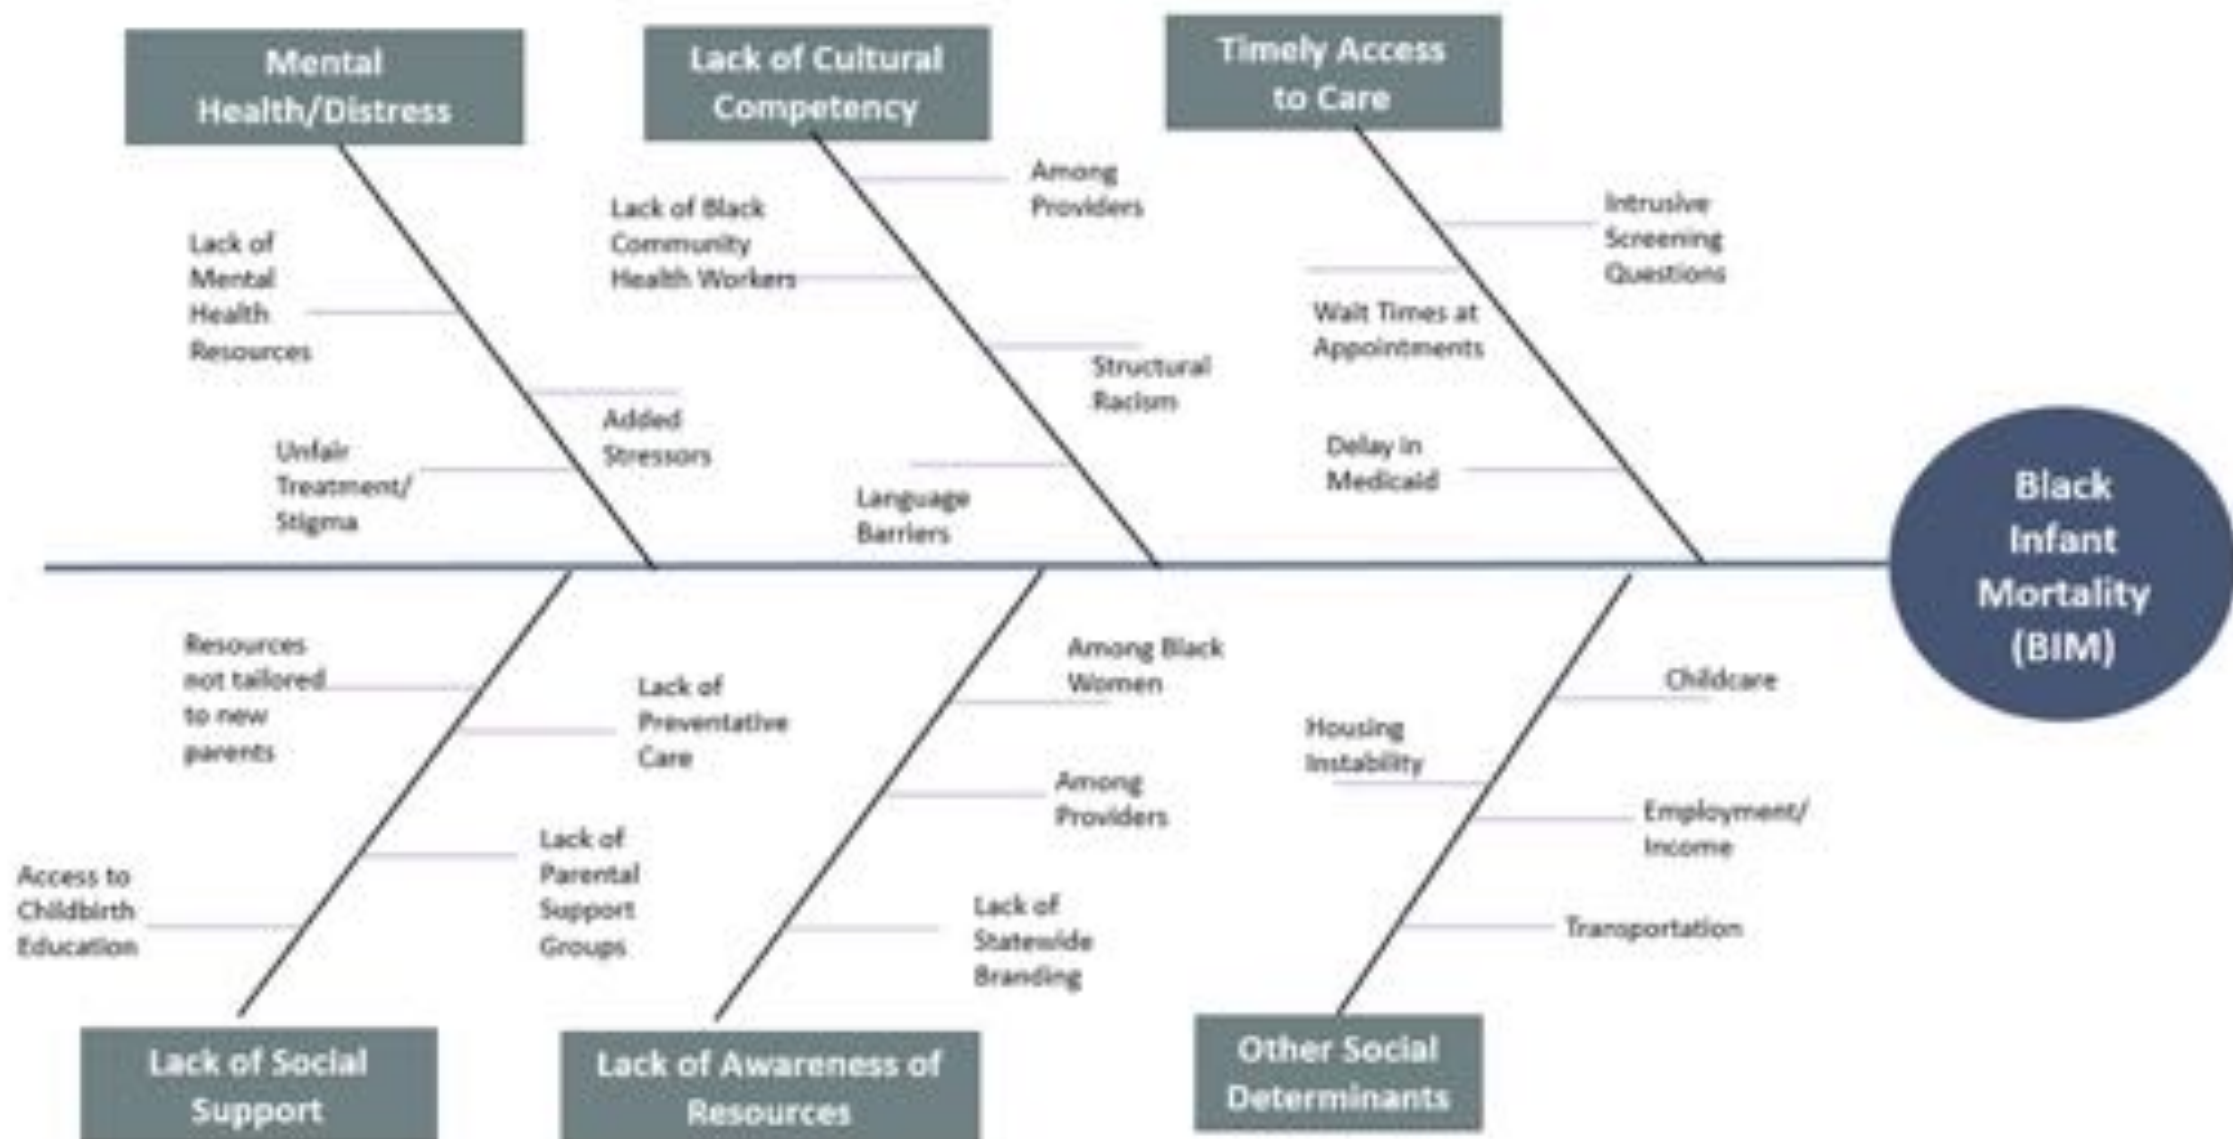 Mental
Health/Distress
Lack of Cultural
Competency
Timely Access
to Care
Lack of
Mental
Health
Resources
Added
Stressors
Unfair
Treatment/
Stigma
Among
Providers
Lack of Black
Community
Health Workers
Structural
Racism
Language
Barriers
Intrusive
Screening
Questions
Wait Times at
Appointments
Delay in
Medicaid
Black
Infant
Mortality
(BIM)
Resources
not tailored
to new
parents
Lack of
Preventative
Care
Lack of
Parental
Support
Groups
Access to
Childbirth
Education
Among Black
Women
Among
Providers
Lack of
Statewide
Branding
Childcare
Housing
Instability
Employment/
Income
Transportation
Lack of Social
Support
Lack of Awareness of
Resources
Other Social
Determinants